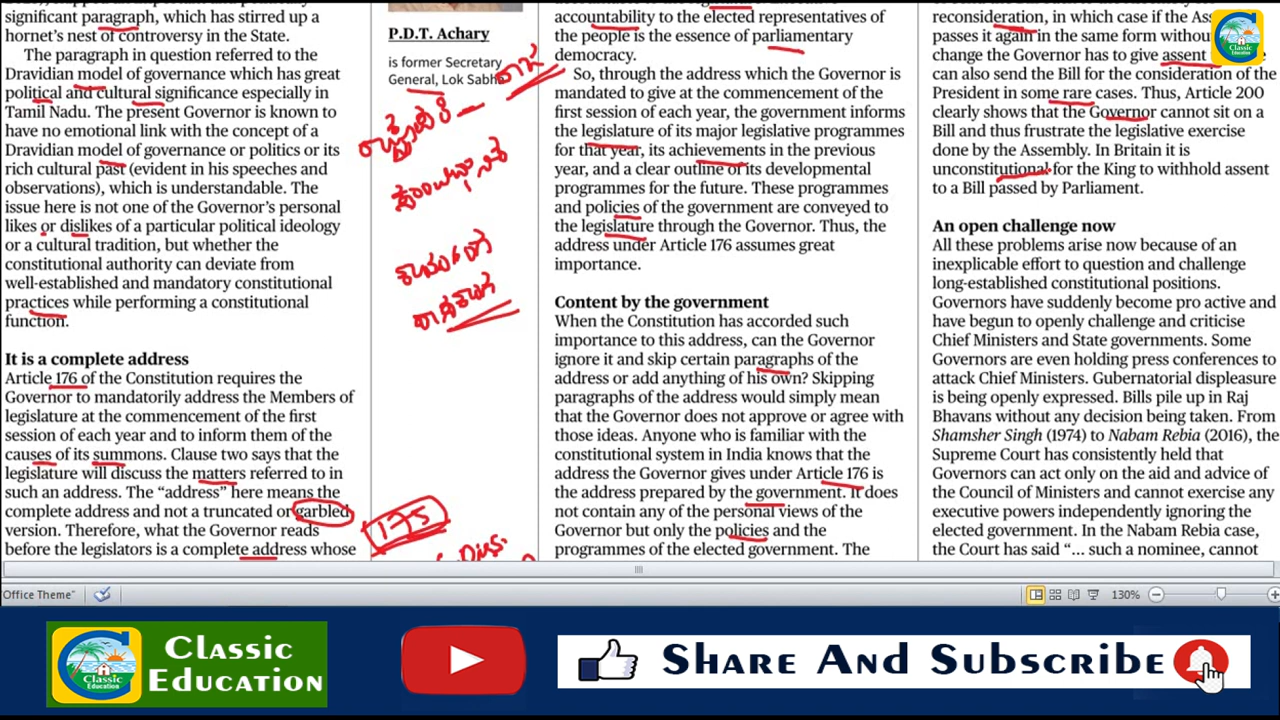 significant paragraph, which has stirred up a
hornet's nest of controversy in the State.
The paragraph in question referred to the
Dravidian model of governance which has great
political and cultural significance especially in
Tamil Nadu. The present Governor is known to
have no emotional link with the concept of a
Dravidian model of governance or politics or its
rich cultural past (evident in his speeches and
observations), which is understandable. The
issue here is not one of the Governor's personal
likes or dislikes of a particular political ideology
or a cultural tradition, but whether the
constitutional authority can deviate from
well-established and mandatory constitutional
practices while performing a constitutional
function.
It is a complete address
Article 176 of the Constitution requires the
Governor to mandatorily address the Members of
legislature at the commencement of the first
session of each year and to inform them of the
causes of its summons. Clause two says that the
legislature will discuss the matters referred to in
such an address. The "address" here means the
complete address and not a truncated or garbled
version. Therefore, what the Governor reads
before the legislators is a complete address whose
P.D.T. Achary
is former Secretary
General, Lok Sabha
175
accountability to the elected representatives of
the people is the essence of parliamentary
democracy.
So, through the address which the Governor is
mandated to give at the commencement of the
first session of each year, the government informs
the legislature of its major legislative programmes
for that year, its achievements in the previous
year, and a clear outline of its developmental
programmes for the future. These programmes
and policies of the government are conveyed to
the legislature through the Governor. Thus, the
address under Article 176 assumes great
importance.
Content by the government
When the Constitution has accorded such
importance to this address, can the Governor
ignore it and skip certain paragraphs of the
address or add anything of his own? Skipping
paragraphs of the address would simply mean
that the Governor does not approve or agree with
those ideas. Anyone who is familiar with the
constitutional system in India knows that the
address the Governor gives under Article 176 is
the address prepared by the government. It does
not contain any of the personal views of the
Governor but only the policies and the
programmes of the elected government. The
reconsideration, in which case if the
passes it again in the same form without
change the Governor has to give assent
can also send the Bill for the consideration of the
President in some rare cases. Thus, Article 200
clearly shows that the Governor cannot sit on a
Bill and thus frustrate the legislative exercise
done by the Assembly. In Britain it is
unconstitutional for the King to withhold assent
to a Bill passed by Parliament.
An open challenge now
All these problems arise now because of an
inexplicable effort to question and challenge
long-established constitutional positions.
Governors have suddenly become pro active and
have begun to openly challenge and criticise
Chief Ministers and State governments. Some
Governors are even holding press conferences to
attack Chief Ministers. Gubernatorial displeasure
is being openly expressed. Bills pile up in Raj
Bhavans without any decision being taken. From
Shamsher Singh (1974) to Nabam Rebia (2016), the
Supreme Court has consistently held that
Governors can act only on the aid and advice of
the Council of Ministers and cannot exercise any
executive powers independently ignoring the
elected government. In the Nabam Rebia case,
the Court has said "... such a nominee, cannot
Classic
Education
Office Theme"
130%
Classic
Education
Classic
Education
Share And Subscribe